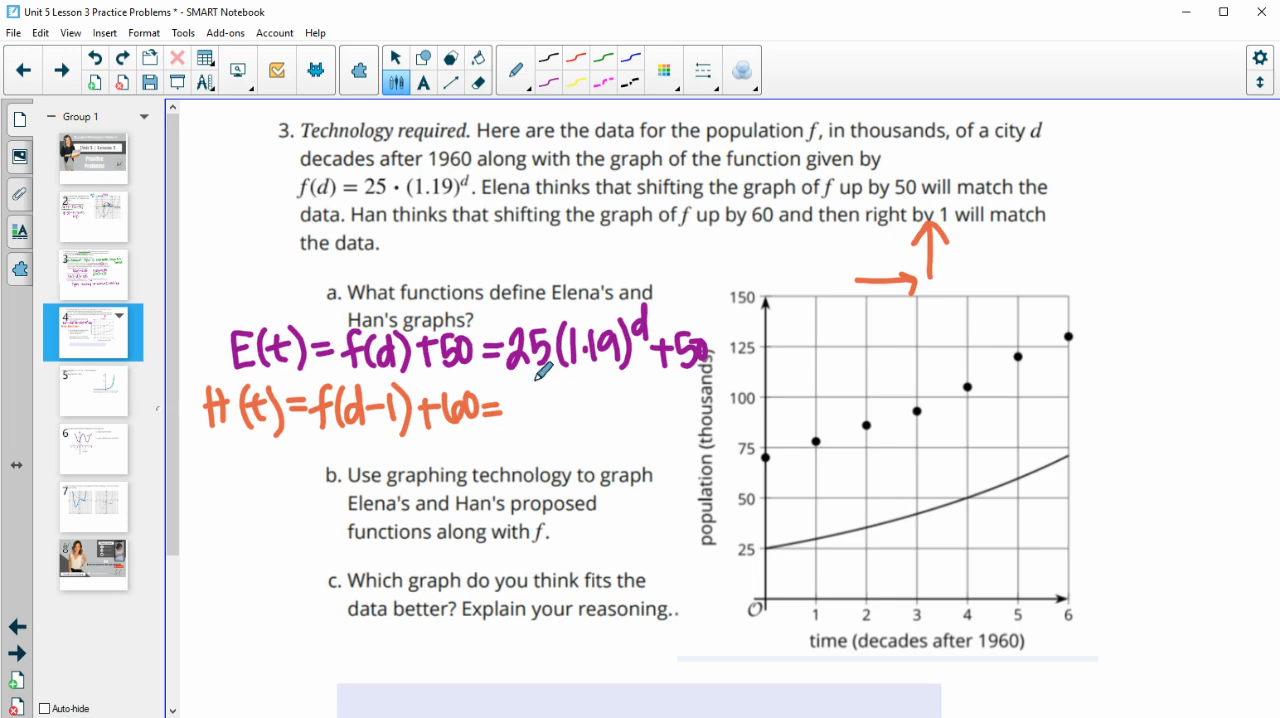 Unit 5 Lesson 3 Practice Problems * - SMART Notebook
File Edit View Insert Format Tools Add-ons Account Help
Group 1
2
3
4
5
6
7
8
Auto-hide
3. Technology required. Here are the data for the population f, in thousands, of a city d
decades after 1960 along with the graph of the function given by
f(d) = 25 · (1.19)^d. Elena thinks that shifting the graph of f up by 50 will match the
data. Han thinks that shifting the graph of f up by 60 and then right by 1 will match
the data.
a. What functions define Elena's and
Han's graphs?
E(t) = f(d) + 50 = 25(1.19)^d + 50
H(t) = f(d-1) + 60 =
b. Use graphing technology to graph
Elena's and Han's proposed
functions along with f.
c. Which graph do you think fits the
data better? Explain your reasoning..
population (thousands)
150
125
100
75
50
25
O
1 2 3 4 5 6
time (decades after 1960)